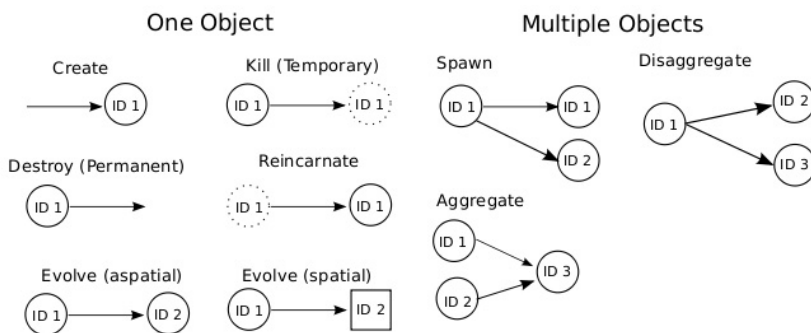 One Object
Create
ID 1
Kill (Temporary)
ID 1
ID 1
Destroy (Permanent)
ID 1
Reincarnate
ID 1
ID 1
Evolve (aspatial)
ID 1
ID 2
Evolve (spatial)
ID 1
ID 2
Multiple Objects
Spawn
ID 1
ID 1
ID 2
Disaggregate
ID 1
ID 2
ID 3
Aggregate
ID 1
ID 2
ID 3